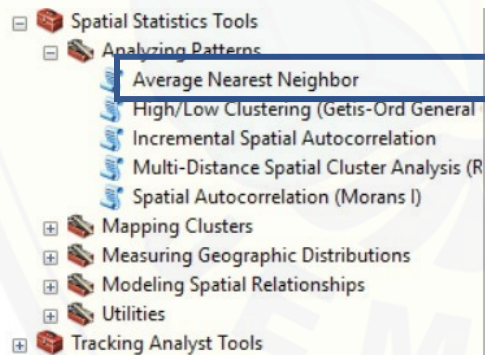 Spatial Statistics Tools
Analyzing Patterns
Average Nearest Neighbor
High/Low Clustering (Getis-Ord General
Incremental Spatial Autocorrelation
Multi-Distance Spatial Cluster Analysis (R
Spatial Autocorrelation (Morans I)
Mapping Clusters
Measuring Geographic Distributions
Modeling Spatial Relationships
Utilities
Tracking Analyst Tools